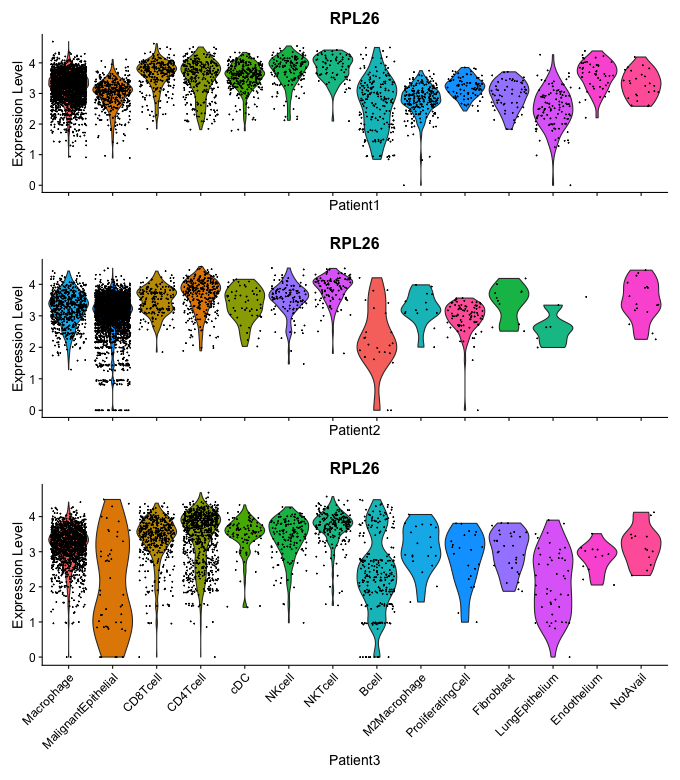 RPL26
Expression Level
4
3
2
1
0
Patient1
RPL26
Expression Level
4
3
2
1
0
Patient2
RPL26
Expression Level
4
3
2
1
0
Macrophage
MalignantEpithelial
CD8Tcell
CD4Tcell
cDC
NKcell
NKTcell
Bcell
M2Macrophage
ProliferatingCell
Fibroblast
LungEpithelium
Endothelium
NotAvail
Patient3